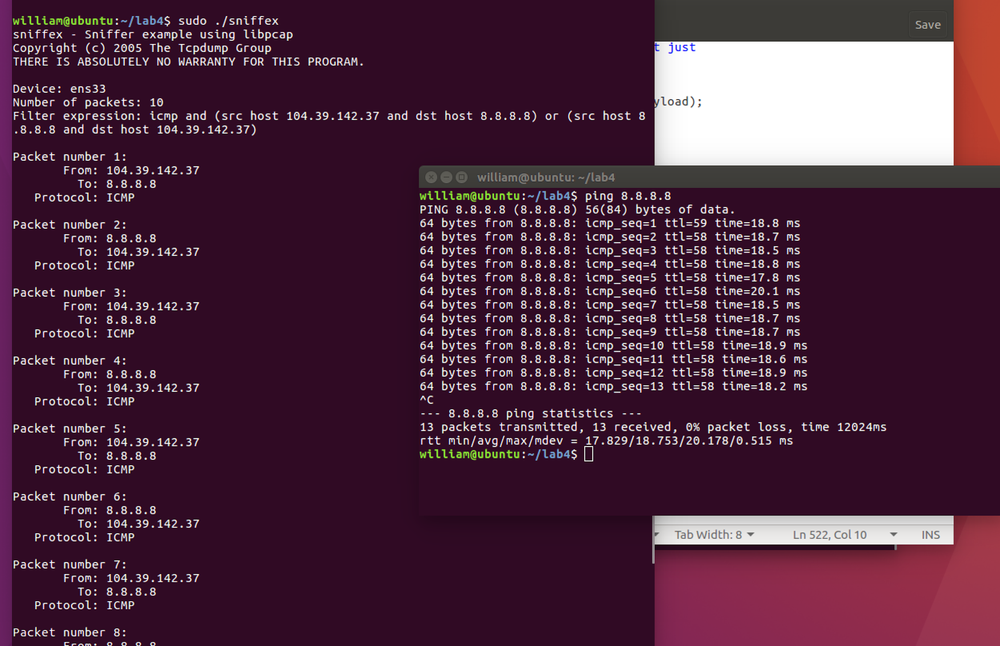 william@ubuntu:~/lab4$ sudo ./sniffex
sniffex - Sniffer example using libpcap
Copyright (c) 2005 The Tcpdump Group
THERE IS ABSOLUTELY NO WARRANTY FOR THIS PROGRAM.
Device: ens33
Number of packets: 10
Filter expression: icmp and (src host 104.39.142.37 and dst host 8.8.8.8) or (src host 8
.8.8.8 and dst host 104.39.142.37)
Packet number 1:
From: 104.39.142.37
To: 8.8.8.8
Protocol: ICMP
Packet number 2:
From: 8.8.8.8
To: 104.39.142.37
Protocol: ICMP
Packet number 3:
From: 104.39.142.37
To: 8.8.8.8
Protocol: ICMP
Packet number 4:
From: 8.8.8.8
To: 104.39.142.37
Protocol: ICMP
Packet number 5:
From: 104.39.142.37
To: 8.8.8.8
Protocol: ICMP
Packet number 6:
From: 8.8.8.8
To: 104.39.142.37
Protocol: ICMP
Packet number 7:
From: 104.39.142.37
To: 8.8.8.8
Protocol: ICMP
Packet number 8:
From: 8.8.8.8
Save
t just
yload);
william@ubuntu: ~/lab4
william@ubuntu:~/lab4$ ping 8.8.8.8
PING 8.8.8.8 (8.8.8.8) 56(84) bytes of data.
64 bytes from 8.8.8.8: icmp_seq=1 ttl=59 time=18.8 ms
64 bytes from 8.8.8.8: icmp_seq=2 ttl=58 time=18.7 ms
64 bytes from 8.8.8.8: icmp_seq=3 ttl=58 time=18.5 ms
64 bytes from 8.8.8.8: icmp_seq=4 ttl=58 time=18.8 ms
64 bytes from 8.8.8.8: icmp_seq=5 ttl=58 time=17.8 ms
64 bytes from 8.8.8.8: icmp_seq=6 ttl=58 time=20.1 ms
64 bytes from 8.8.8.8: icmp_seq=7 ttl=58 time=18.5 ms
64 bytes from 8.8.8.8: icmp_seq=8 ttl=58 time=18.7 ms
64 bytes from 8.8.8.8: icmp_seq=9 ttl=58 time=18.7 ms
64 bytes from 8.8.8.8: icmp_seq=10 ttl=58 time=18.9 ms
64 bytes from 8.8.8.8: icmp_seq=11 ttl=58 time=18.6 ms
64 bytes from 8.8.8.8: icmp_seq=12 ttl=58 time=18.9 ms
64 bytes from 8.8.8.8: icmp_seq=13 ttl=58 time=18.2 ms
^C
--- 8.8.8.8 ping statistics ---
13 packets transmitted, 13 received, 0% packet loss, time 12024ms
rtt min/avg/max/mdev = 17.829/18.753/20.178/0.515 ms
william@ubuntu:~/lab4$
Tab Width: 8 Ln 522, Col 10 INS